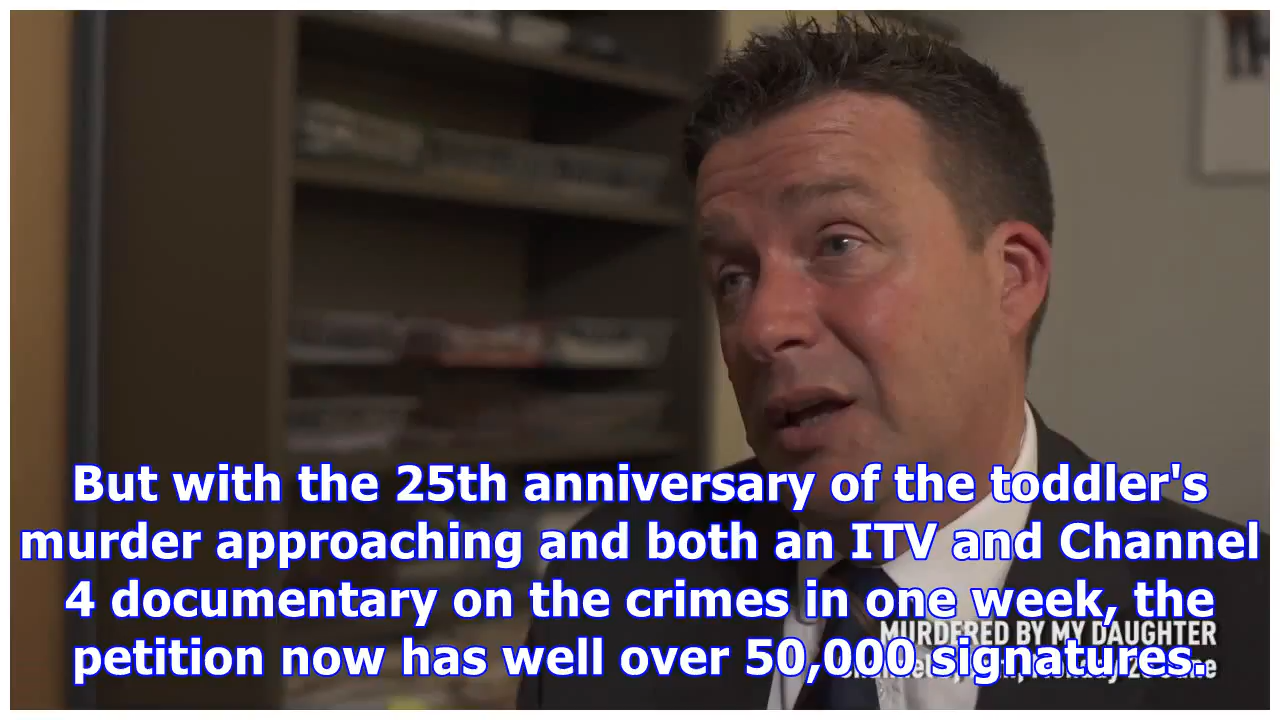 But with the 25th anniversary of the toddler's
murder approaching and both an ITV and Channel
4 documentary on the crimes in one week, the
MURDERED BY MY DAUGHTER
petition now has well over 50,000 signatures.